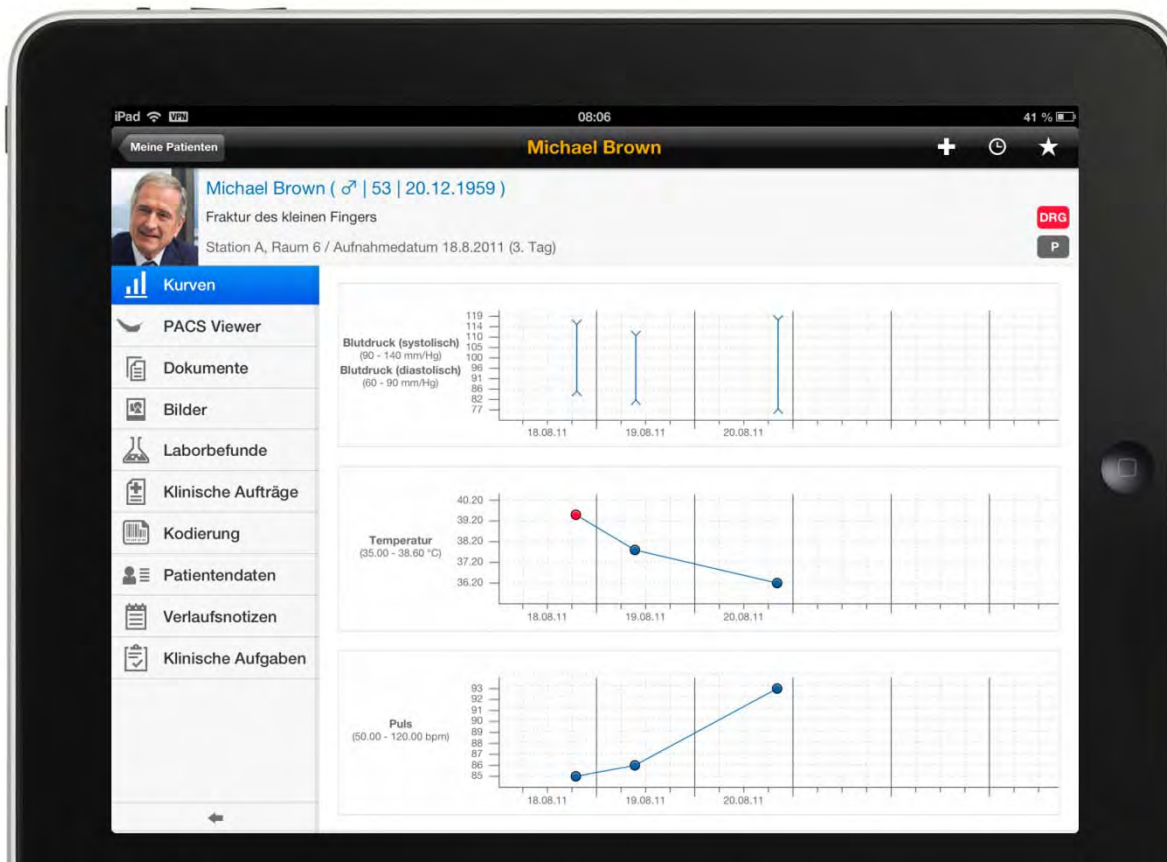 iPad VPN 08:06 41 %
Meine Patienten Michael Brown
Michael Brown ( ♂ | 53 | 20.12.1959 )
Fraktur des kleinen Fingers
DRG
Station A, Raum 6 / Aufnahmedatum 18.8.2011 (3. Tag)
P
Kurven
PACS Viewer
Dokumente
Bilder
Laborbefunde
Klinische Aufträge
Kodierung
Patientendaten
Verlaufsnotizen
Klinische Aufgaben
Blutdruck (systolisch)
(90 - 140 mm/Hg)
Blutdruck (diastolisch)
(60 - 90 mm/Hg)
119
114
110
105
100
96
91
86
82
77
18.08.11 19.08.11 20.08.11
Temperatur
(35.00 - 38.60 °C)
40.20
39.20
38.20
37.20
36.20
18.08.11 19.08.11 20.08.11
Puls
(50.00 - 120.00 bpm)
93
92
91
90
89
88
87
86
85
18.08.11 19.08.11 20.08.11